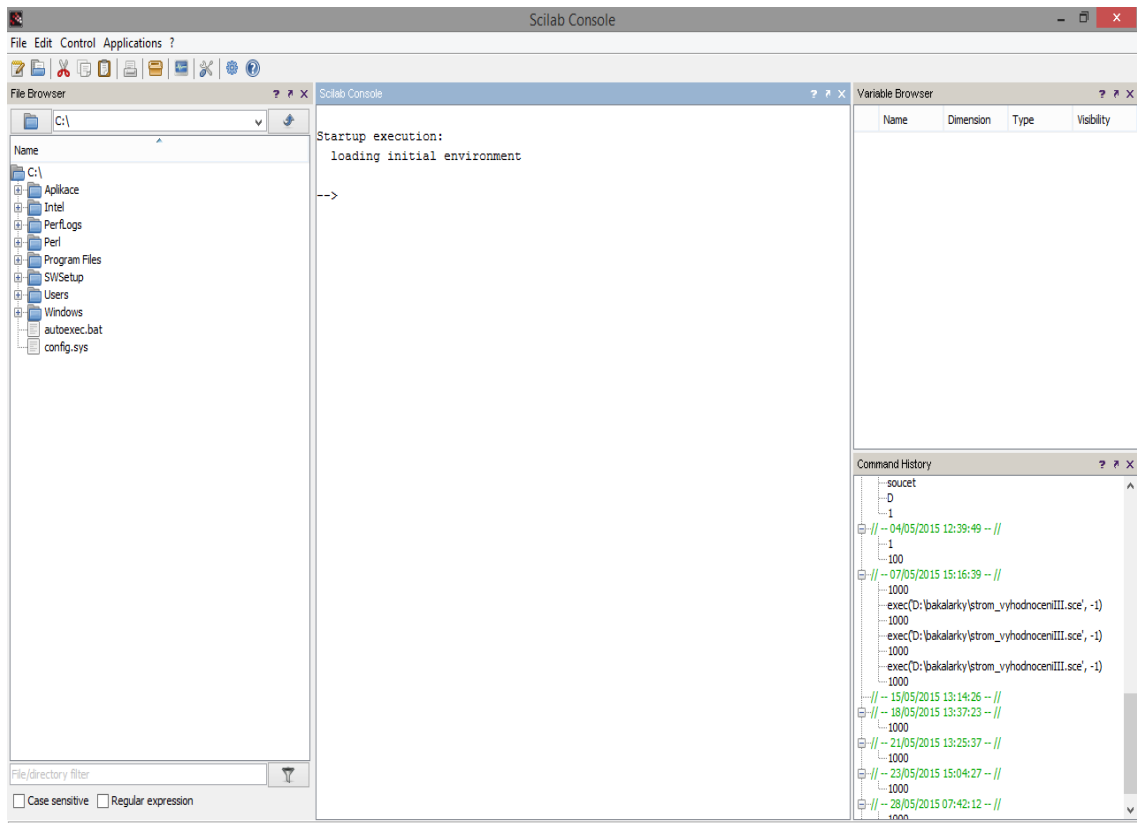 Scilab Console
File Edit Control Applications ?
File Browser
C:\
Name
C:\
Aplikace
Intel
PerfLogs
Perl
Program Files
SWSetup
Users
Windows
autoexec.bat
config.sys
File/directory filter
Case sensitive Regular expression
Scilab Console
Startup execution:
loading initial environment
-->
Variable Browser
Name Dimension Type Visibility
Command History
soucet
D
1
// -- 04/05/2015 12:39:49 -- //
1
100
// -- 07/05/2015 15:16:39 -- //
1000
exec('D:\bakalarky\strom_vyhodnoceniIII.sce', -1)
1000
exec('D:\bakalarky\strom_vyhodnoceniIII.sce', -1)
1000
exec('D:\bakalarky\strom_vyhodnoceniIII.sce', -1)
1000
// -- 15/05/2015 13:14:26 -- //
// -- 18/05/2015 13:37:23 -- //
1000
// -- 21/05/2015 13:25:37 -- //
1000
// -- 23/05/2015 15:04:27 -- //
1000
// -- 28/05/2015 07:42:12 -- //
1000